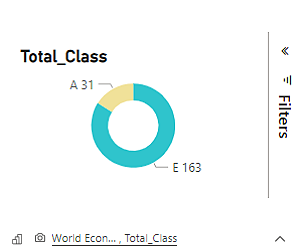 Total_Class
A 31
E 163
Filters
World Econ... , Total_Class